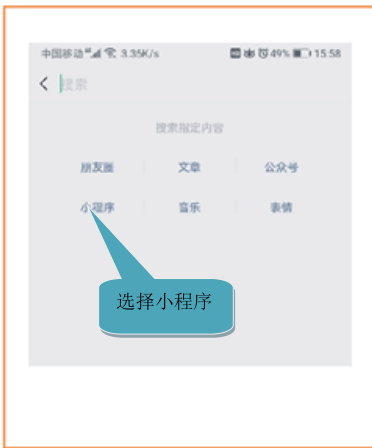 中国移动 3.35K/s 49% 15:58
搜索
搜索指定内容
朋友圈 文章 公众号
小程序 音乐 表情
选择小程序